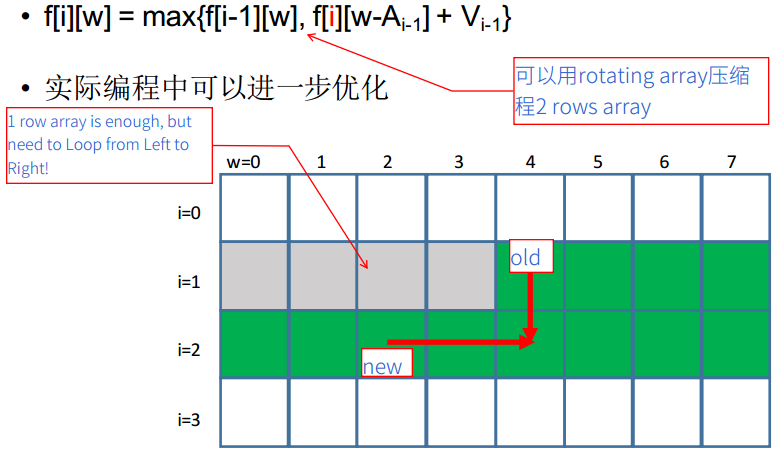 • f[i][w] = max{f[i-1][w], f[i][w-Ai-1] + Vi-1}
可以用rotating array压缩
程2 rows array
• 实际编程中可以进一步优化
1 row array is enough, but
need to Loop from Left to
Right!
w=0 1 2 3 4 5 6 7
i=0
old
i=1
i=2
new
i=3